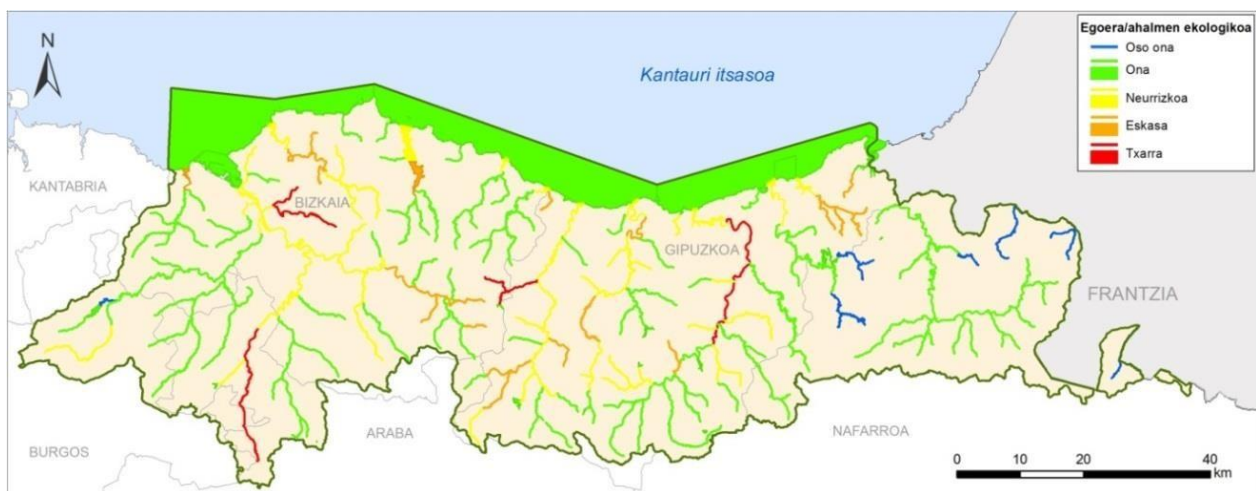 N
Kantauri itsasoa
Egoera/ahalmen ekologikoa
Oso ona
Ona
Neurrizkoa
Eskasa
Txarra
KANTABRIA
BIZKAIA
GIPUZKOA
FRANTZIA
BURGOS
ARABA
NAFARROA
0 10 20 40
km